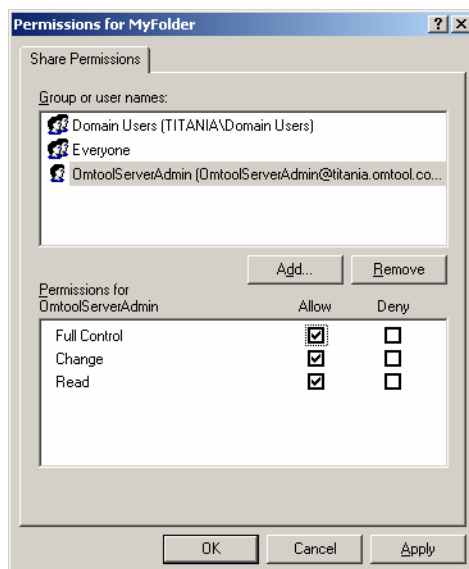 Permissions for MyFolder
Share Permissions
Group or user names:
Domain Users (TITANIA\Domain Users)
Everyone
OmtoolServerAdmin (OmtoolServerAdmin@titania.omtool.co...
Add... Remove
Permissions for
OmtoolServerAdmin Allow Deny
Full Control
Change
Read
OK Cancel Apply